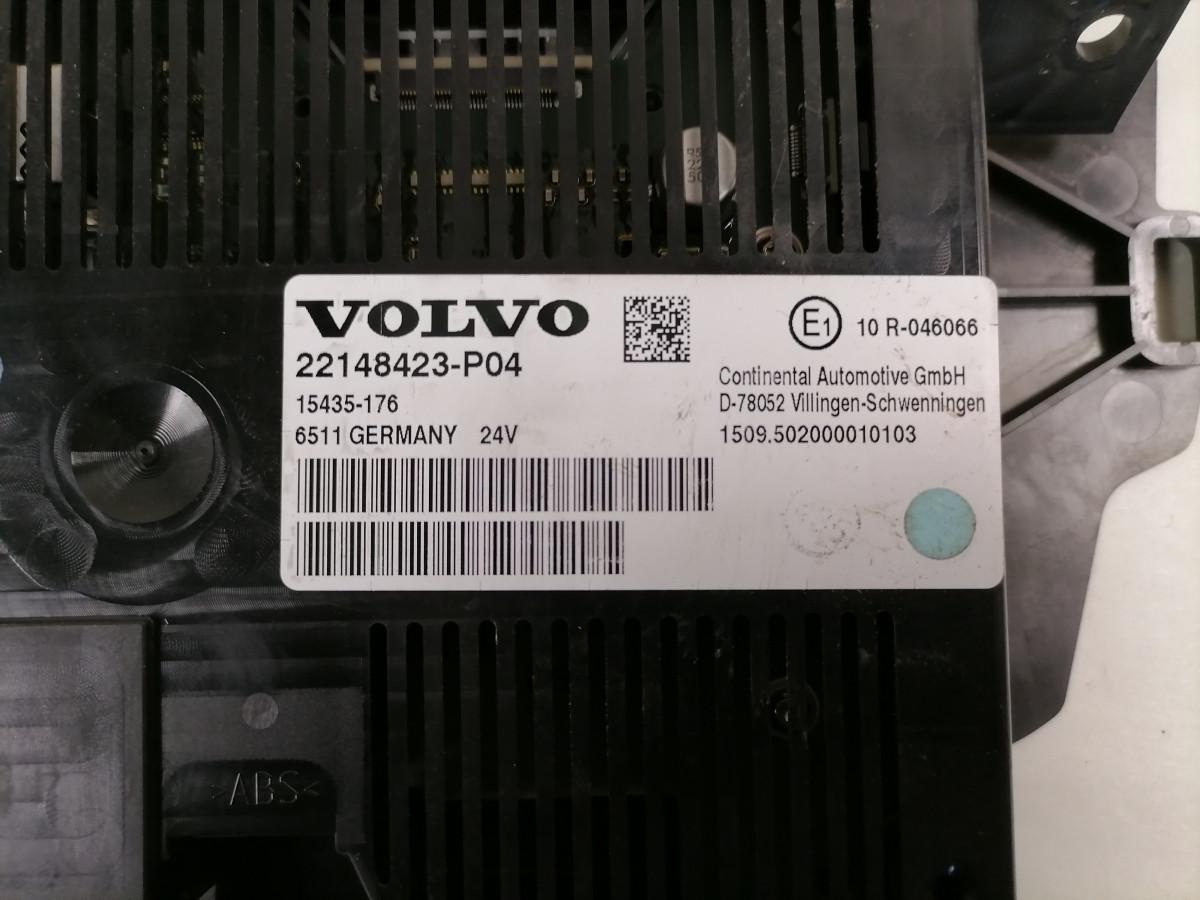 VOLVO
22148423-P04
15435-176
6511 GERMANY 24V
E1 10 R-046066
Continental Automotive GmbH
D-78052 Villingen-Schwenningen
1509.502000010103
>ABS<